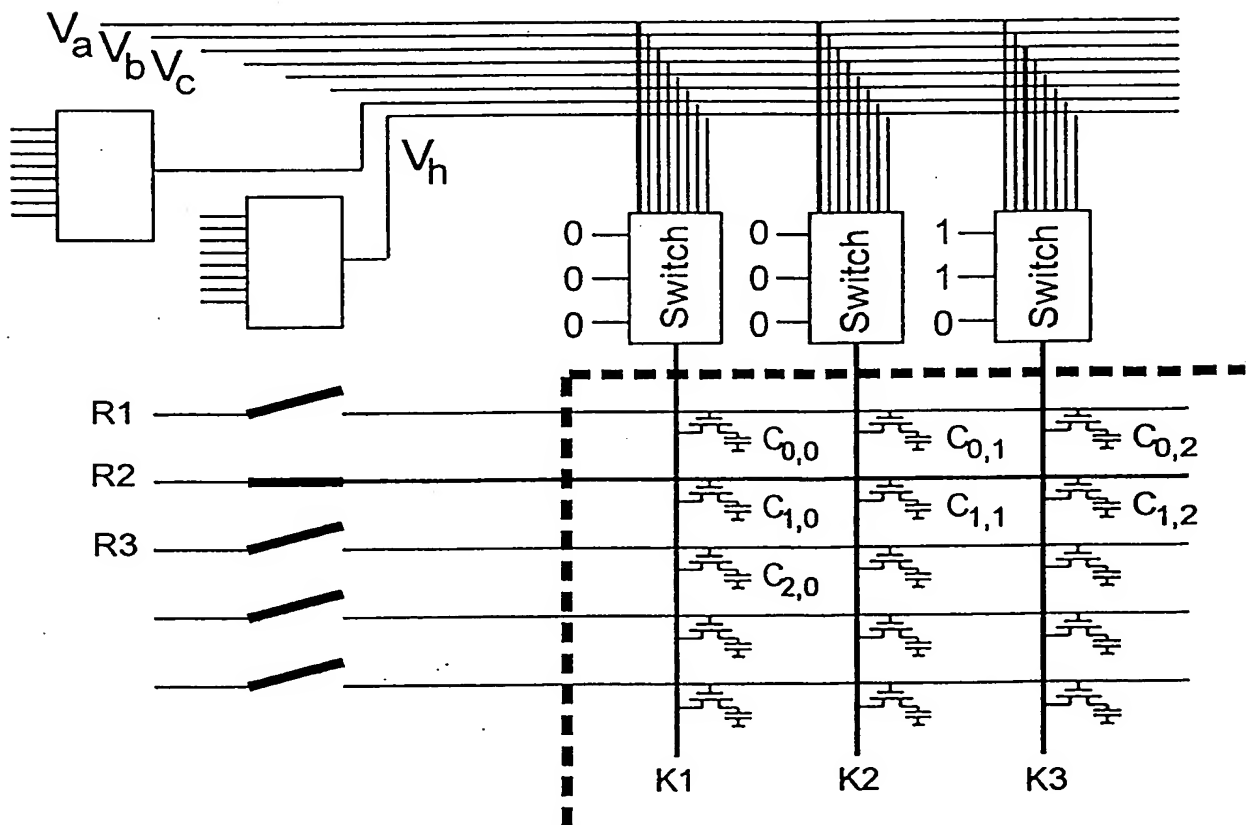 Va Vb Vc
Vh
0 0 1
0 0 1
0 0 0
Switch Switch Switch
R1
C0,0 C0,1 C0,2
R2
C1,0 C1,1 C1,2
R3
C2,0
K1 K2 K3